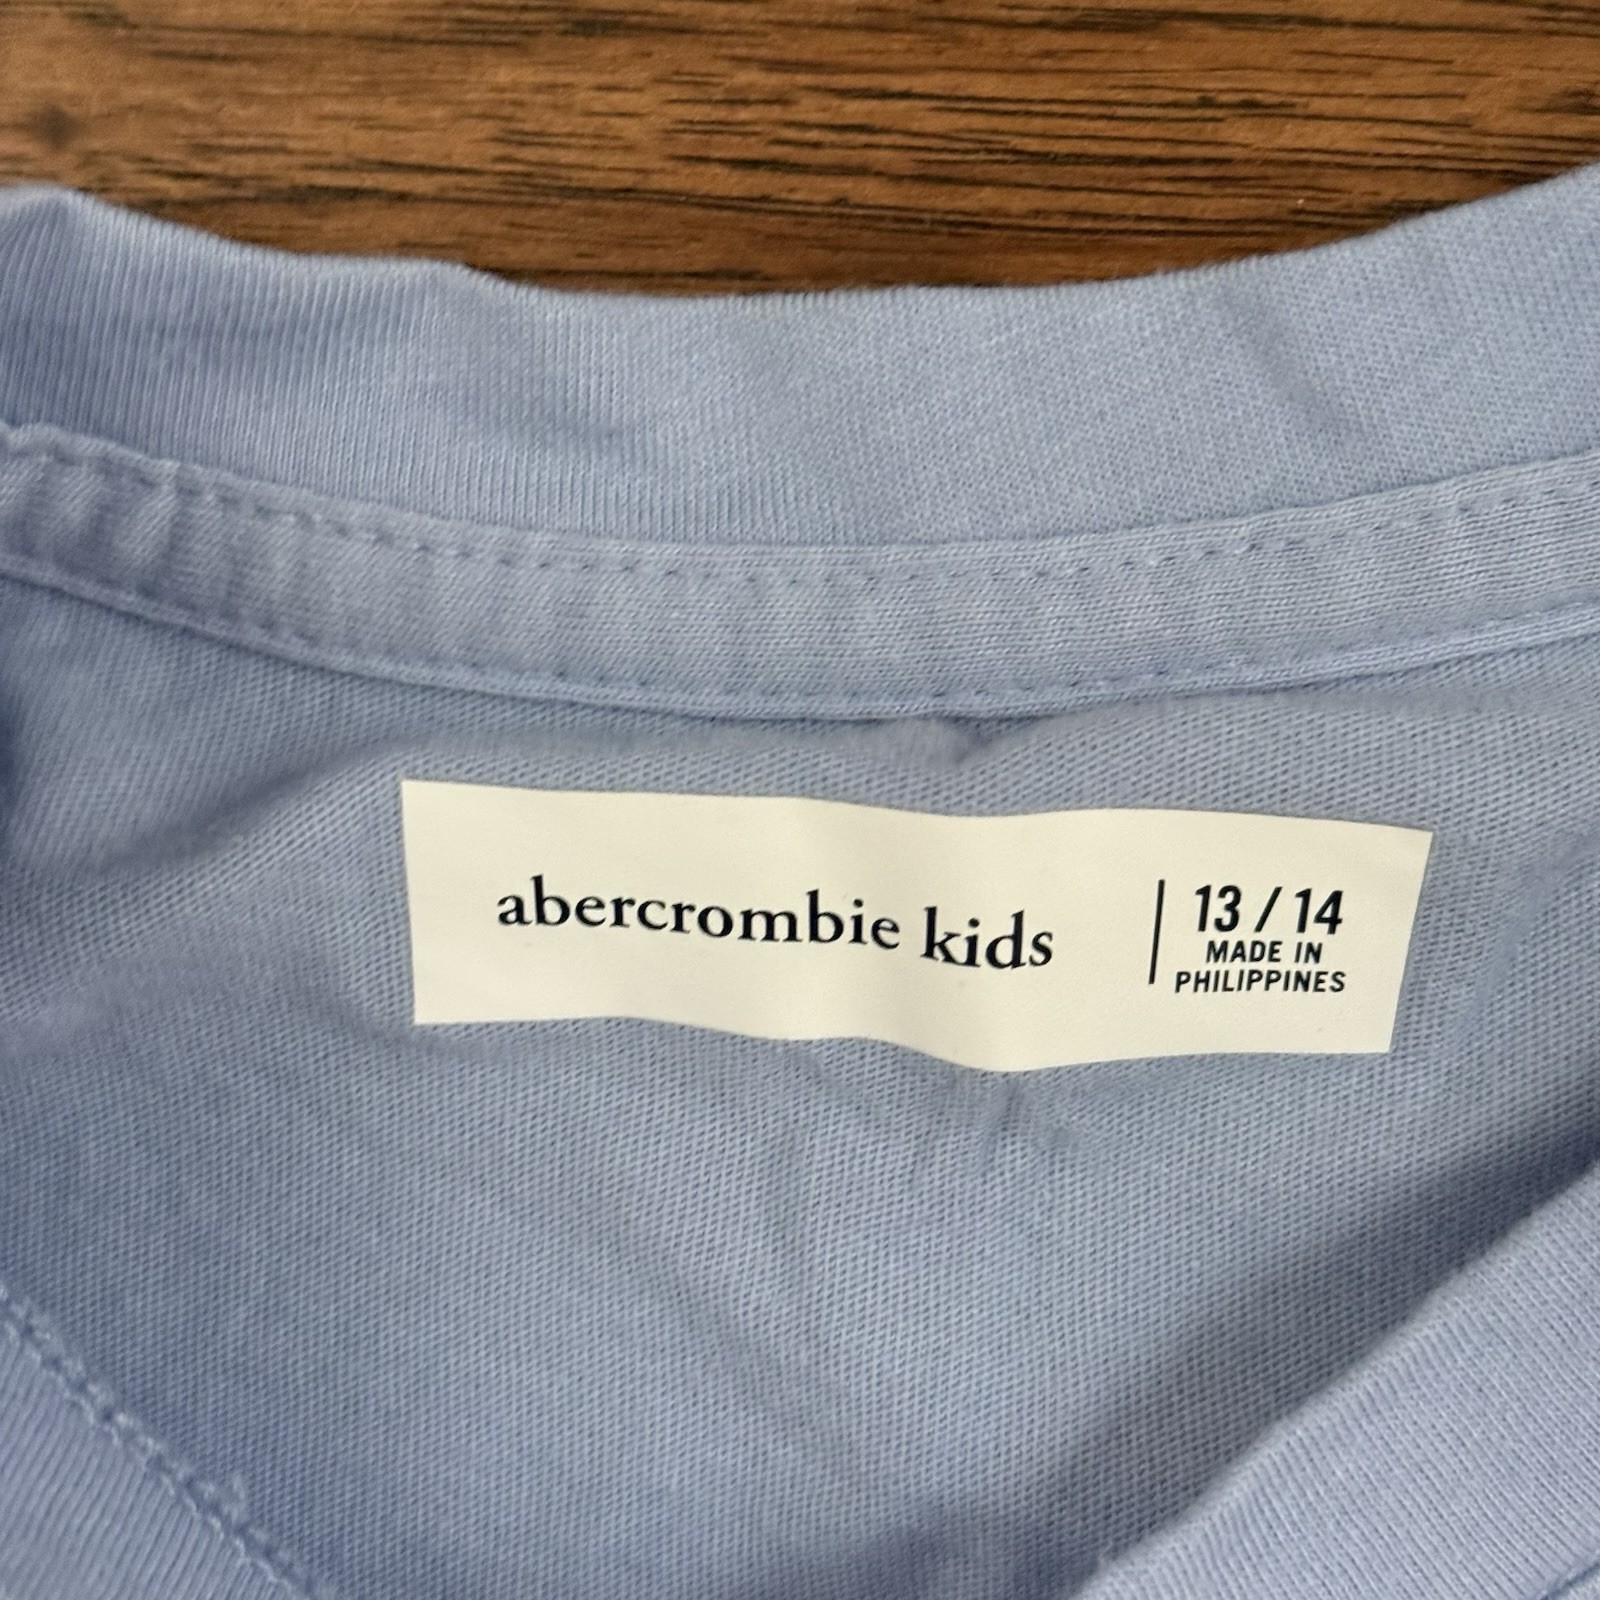 abercrombie kids
13 / 14
MADE IN
PHILIPPINES